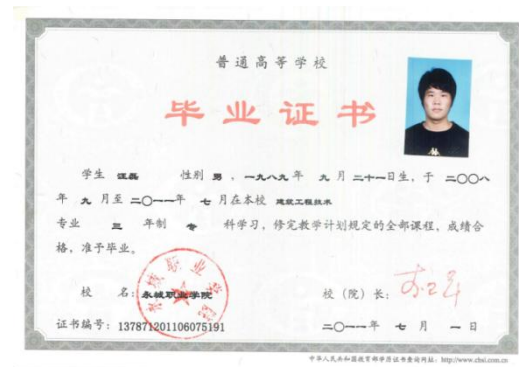 普通高等学校
毕业证书
学生 汪磊 性别 男 ，一九八九年 九 月 二十一日生，于 二〇〇八
年 九 月至 二〇一一年 七 月在本校 建筑工程技术
专业 三 年制 专 科学习，修完教学计划规定的全部课程，成绩合
格，准予毕业。
校 名：永城职业学院 校（院）长：
证书编号：137871201106075191 二〇一一年 七 月 一日
中华人民共和国教育部学历证书查询网站：http://www.chsi.com.cn